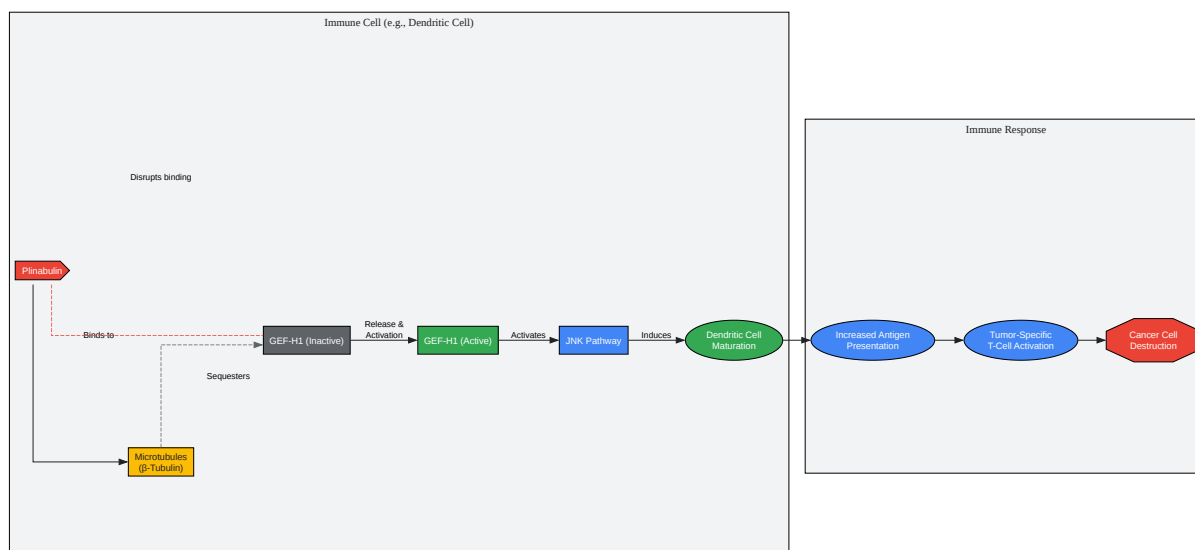 Immune Cell (e.g., Dendritic Cell)
Immune Response
Disrupts binding
Plinabulin
Binds to
GEF-H1 (Inactive)
Release &
Activation
GEF-H1 (Active)
Activates
JNK Pathway
Induces
Dendritic Cell
Maturation
Increased Antigen
Presentation
Tumor-Specific
T-Cell Activation
Cancer Cell
Destruction
Sequesters
Microtubules
(β-Tubulin)